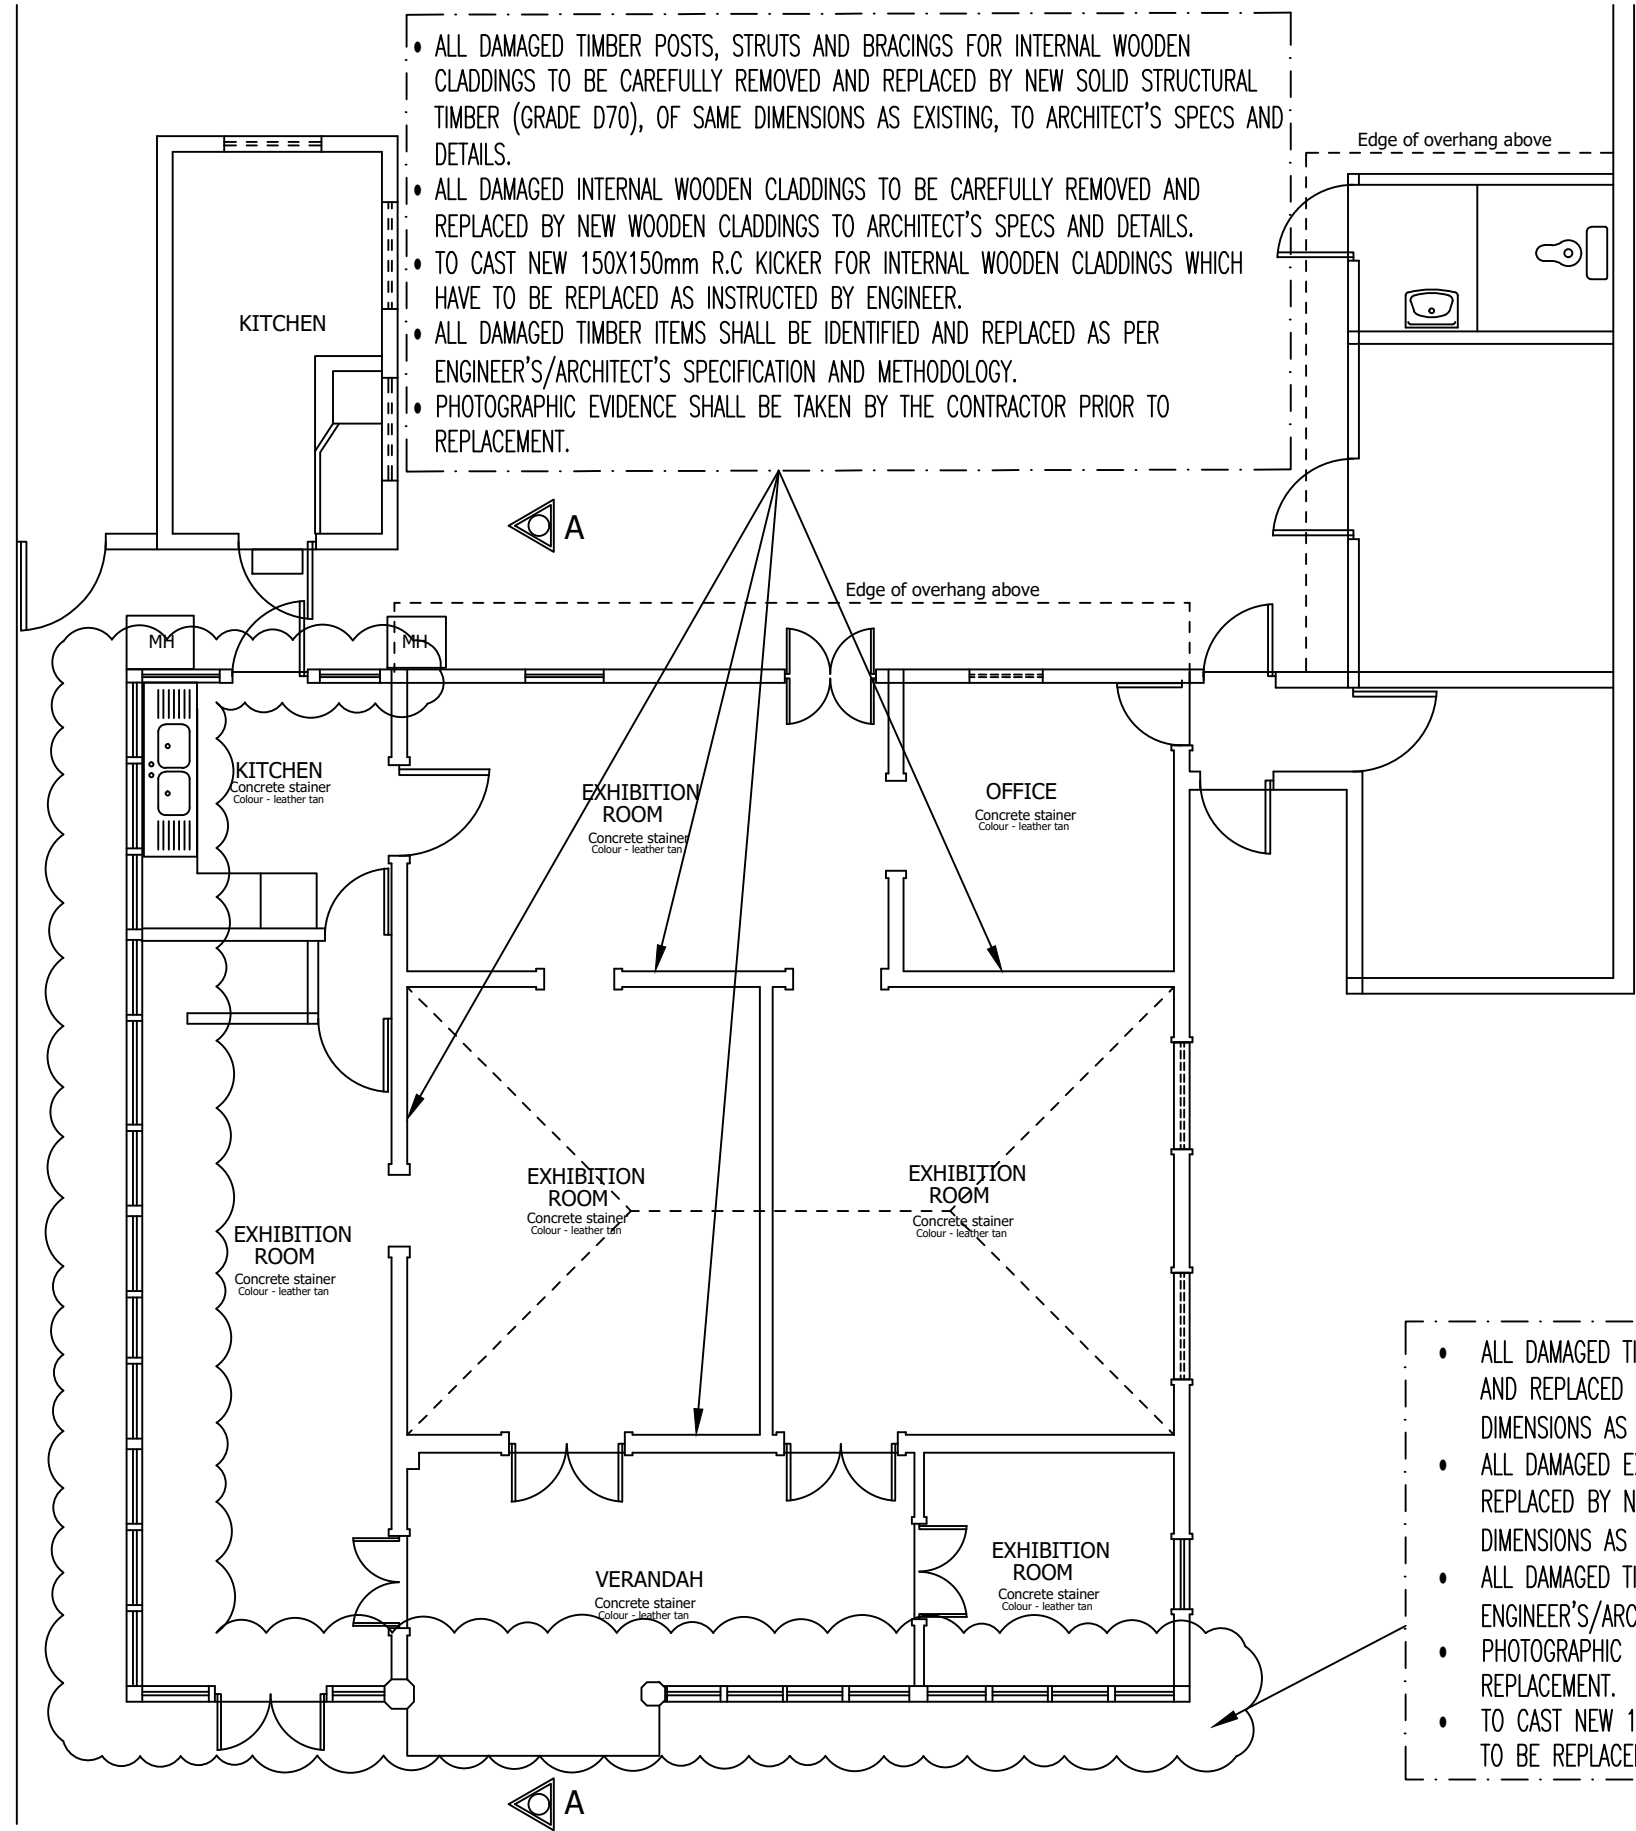 • ALL DAMAGED TIMBER POSTS, STRUTS AND BRACINGS FOR INTERNAL WOODEN
CLADDINGS TO BE CAREFULLY REMOVED AND REPLACED BY NEW SOLID STRUCTURAL
TIMBER (GRADE D70), OF SAME DIMENSIONS AS EXISTING, TO ARCHITECT'S SPECS AND
DETAILS.
• ALL DAMAGED INTERNAL WOODEN CLADDINGS TO BE CAREFULLY REMOVED AND
REPLACED BY NEW WOODEN CLADDINGS TO ARCHITECT'S SPECS AND DETAILS.
• TO CAST NEW 150X150mm R.C KICKER FOR INTERNAL WOODEN CLADDINGS WHICH
HAVE TO BE REPLACED AS INSTRUCTED BY ENGINEER.
• ALL DAMAGED TIMBER ITEMS SHALL BE IDENTIFIED AND REPLACED AS PER
ENGINEER'S/ARCHITECT'S SPECIFICATION AND METHODOLOGY.
• PHOTOGRAPHIC EVIDENCE SHALL BE TAKEN BY THE CONTRACTOR PRIOR TO
REPLACEMENT.
Edge of overhang above
KITCHEN
A
Edge of overhang above
MH
MH
KITCHEN
Concrete stainer
Colour - leather tan
EXHIBITION
ROOM
Concrete stainer
Colour - leather tan
OFFICE
Concrete stainer
Colour - leather tan
EXHIBITION
ROOM
Concrete stainer
Colour - leather tan
EXHIBITION
ROOM
Concrete stainer
Colour - leather tan
EXHIBITION
ROOM
Concrete stainer
Colour - leather tan
VERANDAH
Concrete stainer
Colour - leather tan
EXHIBITION
ROOM
Concrete stainer
Colour - leather tan
• ALL DAMAGED
AND REPLACED
DIMENSIONS AS
• ALL DAMAGED
REPLACED BY
DIMENSIONS AS
• ALL DAMAGED
• PHOTOGRAPHIC
REPLACEMENT.
• TO CAST NEW
TO BE
A